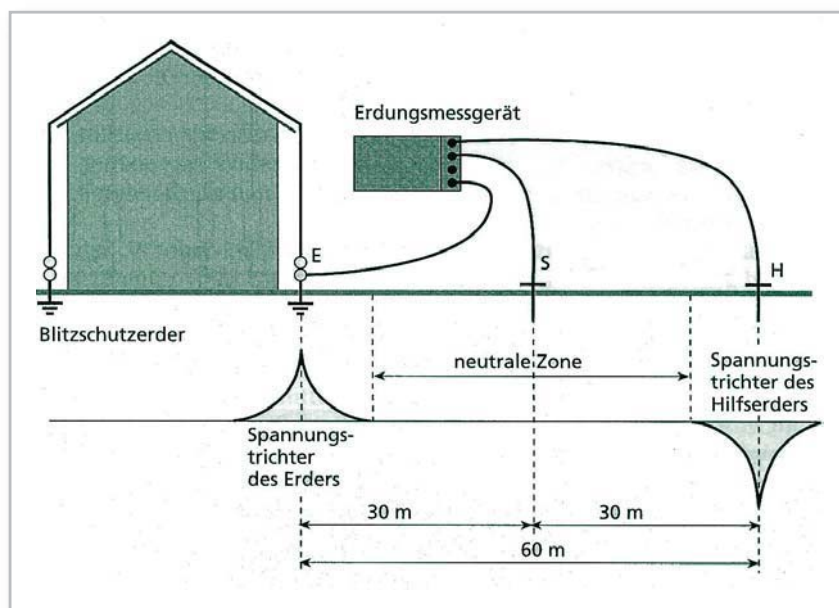 Erdungsmessgerät
E
S
H
Blitzschutzerder
neutrale Zone
Spannungs-
trichter des
Hilfserders
Spannungs-
trichter
des Erders
30 m
30 m
60 m